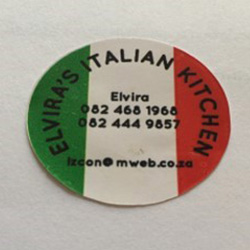 ELVIRA'S ITALIAN KITCHEN
Elvira
082 468 1968
082 444 9857
izcon@mweb.co.za